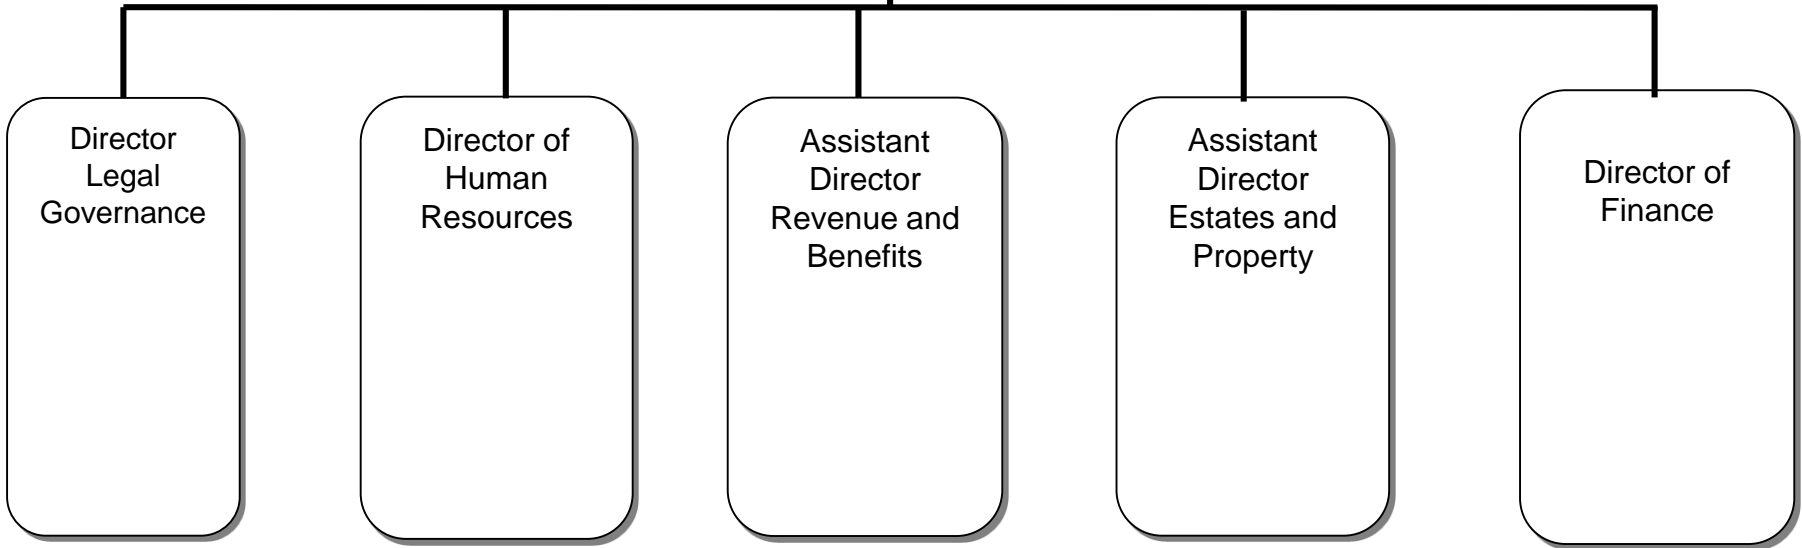 Director
Legal
Governance
Director of
Human
Resources
Assistant
Director
Revenue and
Benefits
Assistant
Director
Estates and
Property
Director of
Finance